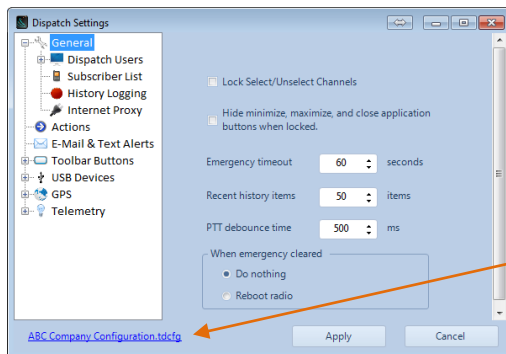 Dispatch Settings
General
Dispatch Users
Subscriber List
History Logging
Internet Proxy
Actions
E-Mail & Text Alerts
Toolbar Buttons
USB Devices
GPS
Telemetry
Lock Select/Unselect Channels
Hide minimize, maximize, and close application
buttons when locked.
Emergency timeout 60 seconds
Recent history items 50 items
PTT debounce time 500 ms
When emergency cleared
Do nothing
Reboot radio
ABC Company Configuration.tdcfg Apply Cancel